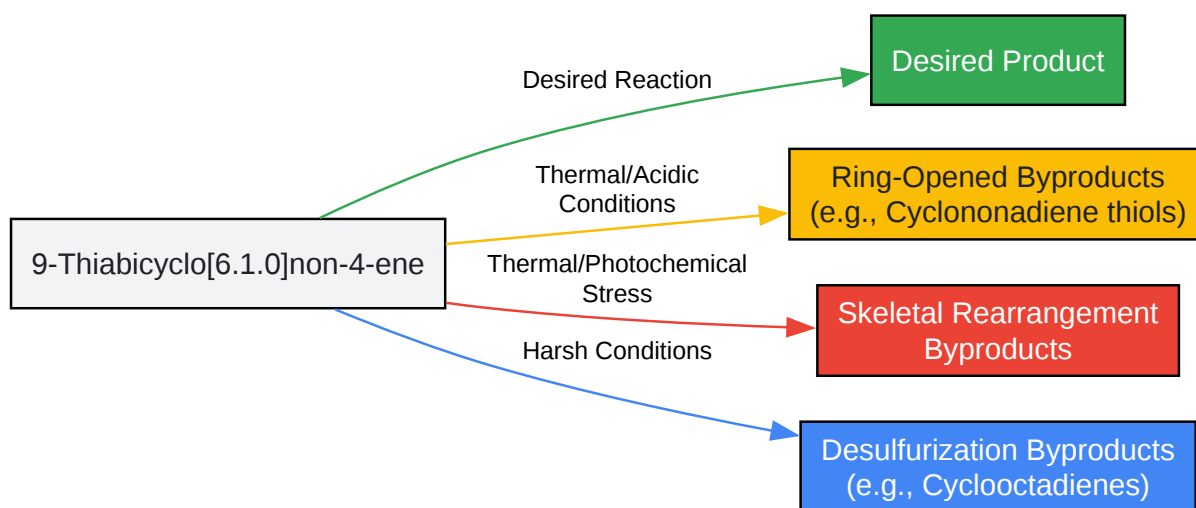 Desired Reaction
Desired Product
Thermal/Acidic
Conditions
Ring-Opened Byproducts
(e.g., Cyclononadiene thiols)
9-Thiabicyclo[6.1.0]non-4-ene
Thermal/Photochemical
Stress
Skeletal Rearrangement
Byproducts
Harsh Conditions
Desulfurization Byproducts
(e.g., Cyclooctadienes)